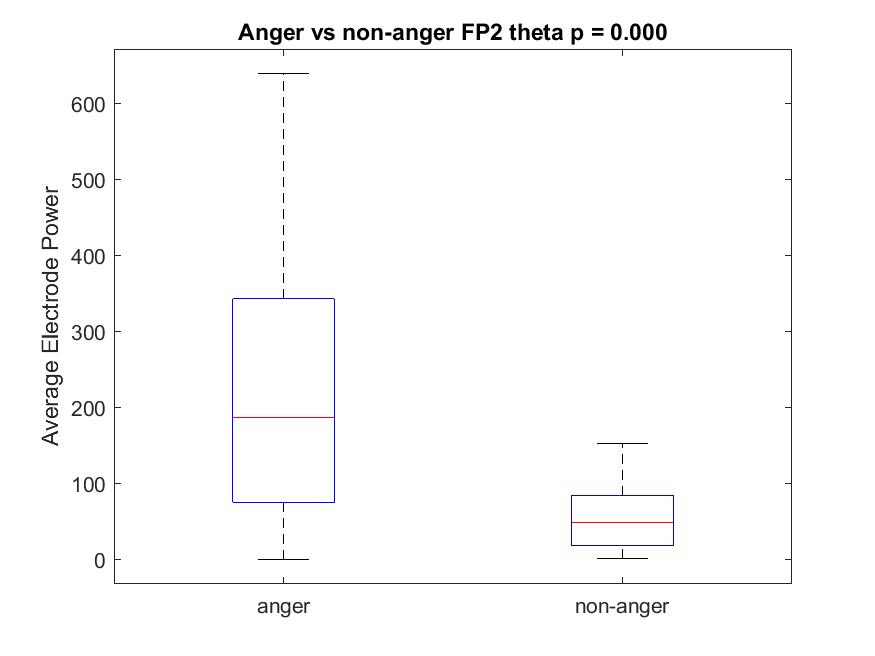 Anger vs non-anger FP2 theta p = 0.000
Average Electrode Power
600
500
400
300
200
100
0
anger
non-anger